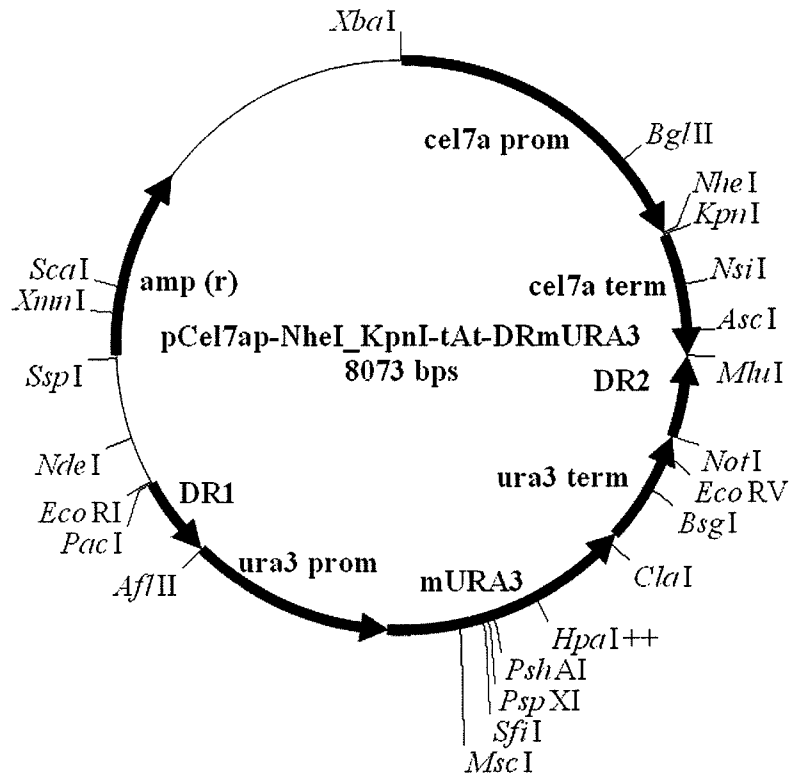 XbaI
cel7a prom
BglII
NheI
KpnI
cel7a term
NsiI
AscI
MluI
DR2
NotI
EcoRV
BsgI
ura3 term
ClaI
mURA3
HpaI++
PshAI
PspXI
SfiI
MscI
ura3 prom
AflII
DR1
PacI
EcoRI
NdeI
SspI
XmnI
ScaI
amp (r)
pCel7ap-NheI_KpnI-tAt-DRmURA3
8073 bps